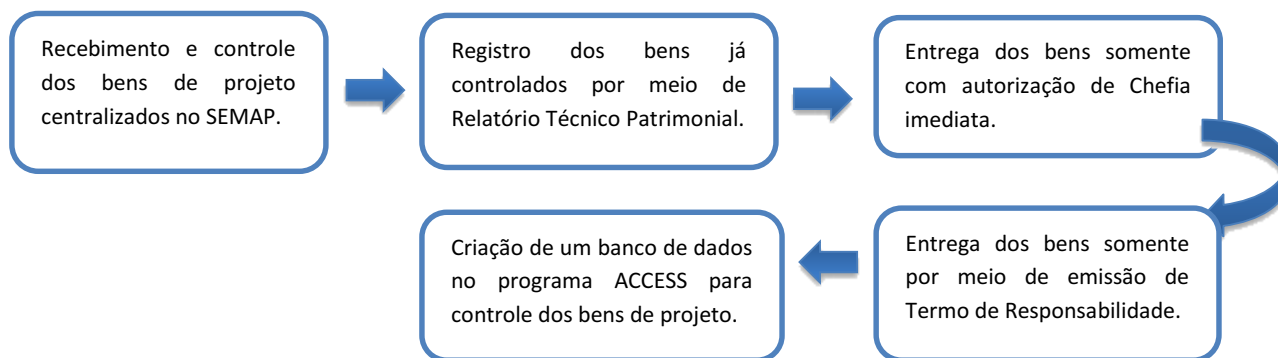 Recebimento e controle
dos bens de projeto
centralizados no SEMAP.
Registro dos bens já
controlados por meio de
Relatório Técnico Patrimonial.
Entrega dos bens somente
com autorização de Chefia
imediata.
Entrega dos bens somente
por meio de emissão de
Termo de Responsabilidade.
Criação de um banco de dados
no programa ACCESS para
controle dos bens de projeto.